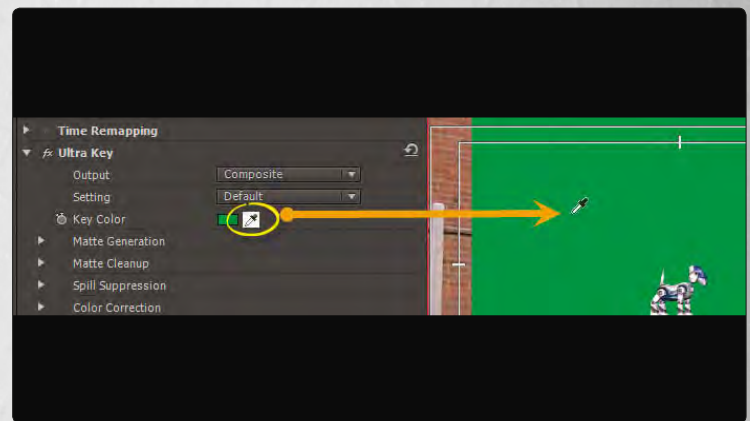 Time Remapping
fx Ultra Key
Output Composite
Setting Default
Key Color
Matte Generation
Matte Cleanup
Spill Suppression
Color Correction